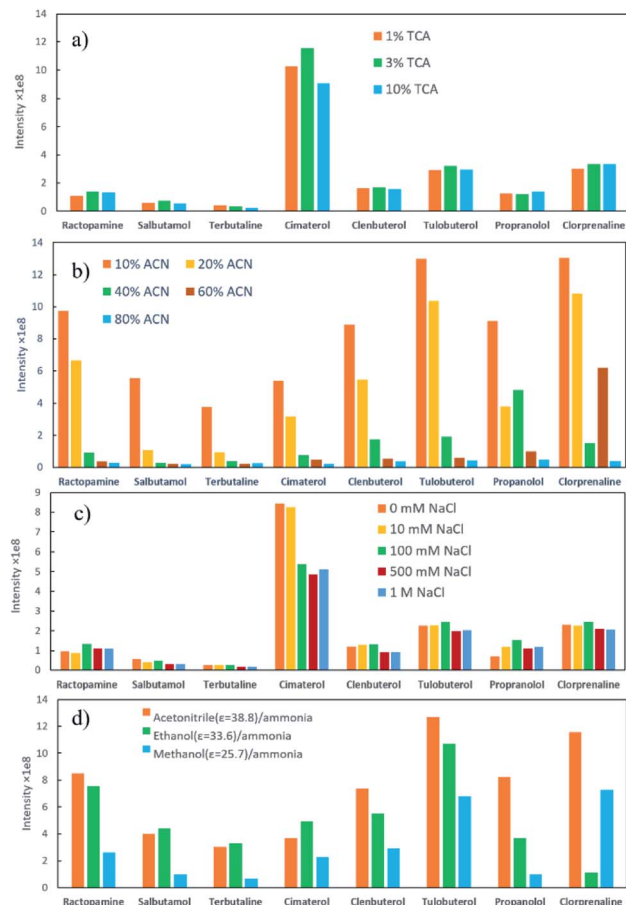 a)
1% TCA
3% TCA
10% TCA
Intensity ×1e8
14
12
10
8
6
4
2
0
Ractopamine Salbutamol Terbutaline Cimaterol Clenbuterol Tulobuterol Propranolol Clorprenaline
b)
10% ACN 20% ACN
40% ACN 60% ACN
80% ACN
Intensity ×1e8
14
12
10
8
6
4
2
0
Ractopamine Salbutamol Terbutaline Cimaterol Clenbuterol Tulobuterol Propanolol Clorprenaline
c)
0 mM NaCl
10 mM NaCl
100 mM NaCl
500 mM NaCl
1 M NaCl
Intensity ×1e8
9
8
7
6
5
4
3
2
1
0
Ractopamine Salbutamol Terbutaline Cimaterol Clenbuterol Tulobuterol Propranolol Clorprenaline
d)
Acetonitrile(ε=38.8)/ammonia
Ethanol(ε=33.6)/ammonia
Methanol(ε=25.7)/ammonia
Intensity ×1e8
14
12
10
8
6
4
2
0
Ractopamine Salbutamol Terbutaline Cimaterol Clenbuterol Tulobuterol Propanolol Clorprenaline